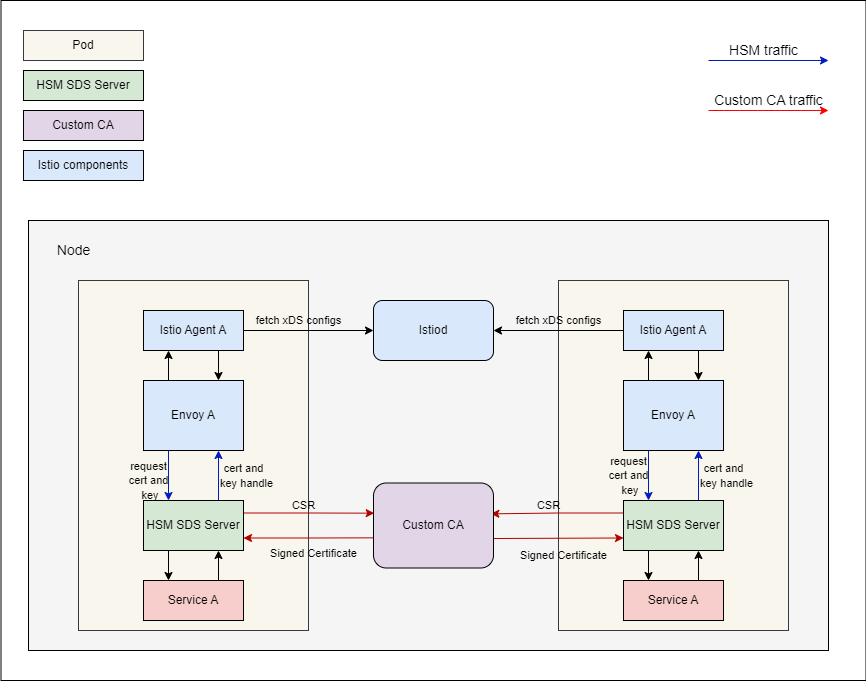 Pod
HSM SDS Server
Custom CA
Istio components
HSM traffic
Custom CA traffic
Node
Istio Agent A
fetch xDS configs
Istiod
fetch xDS configs
Istio Agent A
Envoy A
Envoy A
request
cert and
key
cert and
key handle
request
cert and
key
cert and
key handle
HSM SDS Server
CSR
Signed Certificate
Custom CA
CSR
Signed Certificate
HSM SDS Server
Service A
Service A